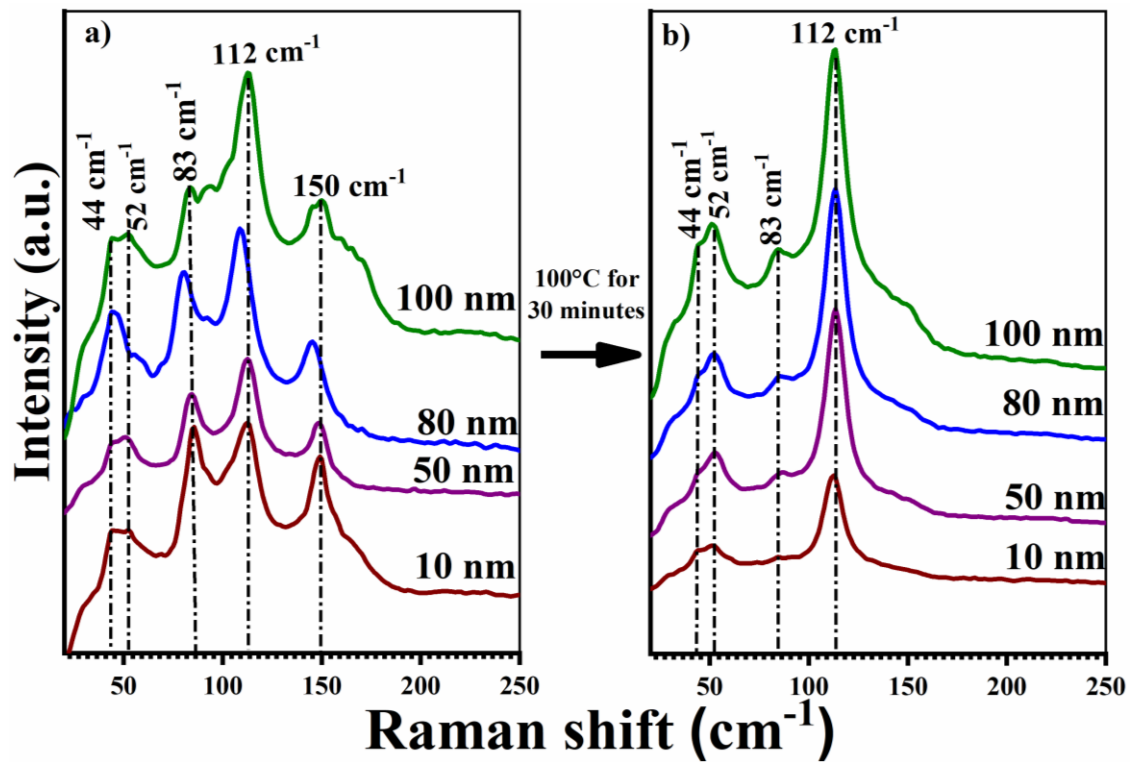 Intensity (a.u.)
a)
44 cm⁻¹
52 cm⁻¹
83 cm⁻¹
112 cm⁻¹
150 cm⁻¹
100 nm
80 nm
50 nm
10 nm
50
100
150
200
250
100°C for
30 minutes
b)
44 cm⁻¹
52 cm⁻¹
83 cm⁻¹
112 cm⁻¹
100 nm
80 nm
50 nm
10 nm
50
100
150
200
250
Raman shift (cm⁻¹)